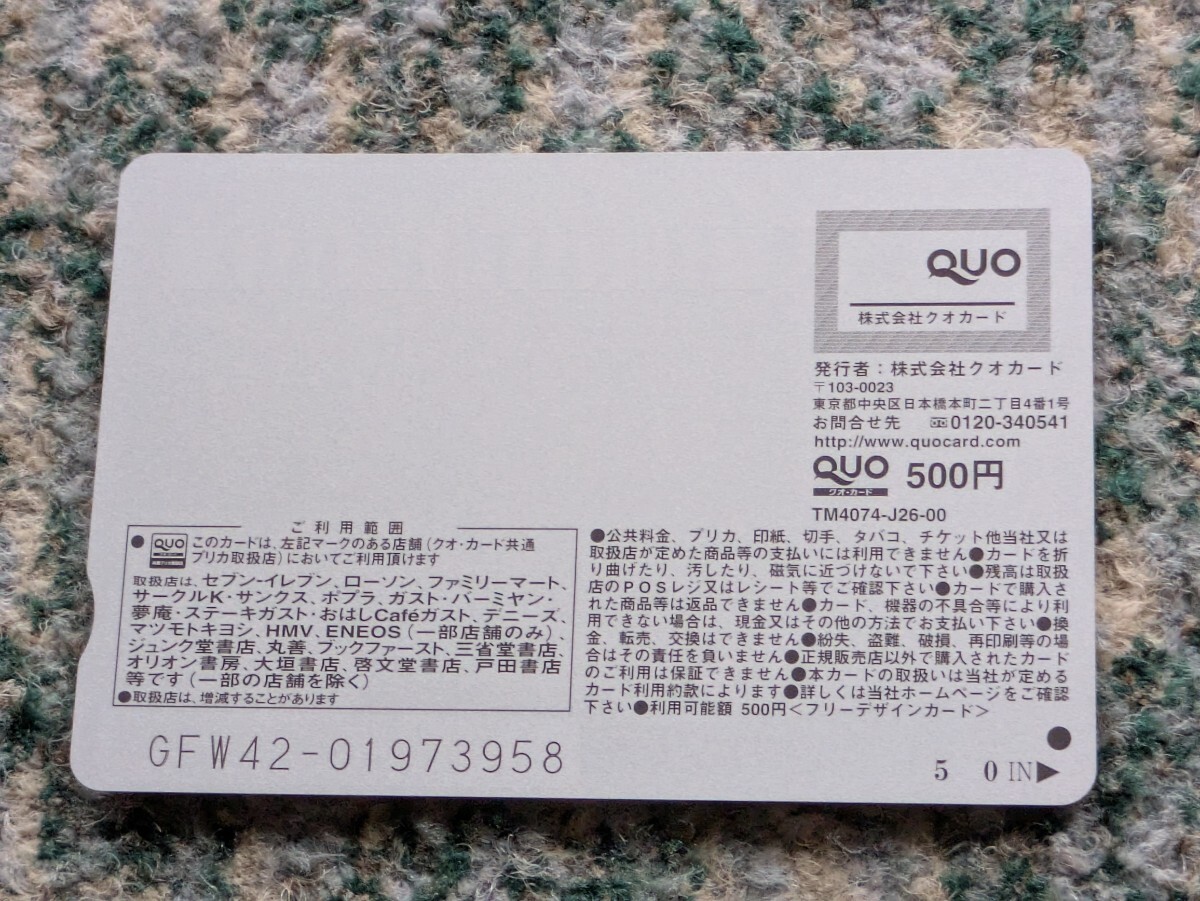 QUO
株式会社クオカード
発行者：株式会社クオカード
〒103-0023
東京都中央区日本橋本町二丁目4番1号
お問合せ先 0120-340541
http://www.quocard.com
QUO 500円
クオ・カード
TM4074-J26-00
ご利用範囲
●QUO このカードは、左記マークのある店舗（クオ・カード共通
プリカ取扱店）においてご利用頂けます
取扱店は、セブン-イレブン、ローソン、ファミリーマート、
サークルK・サンクス、ポプラ、ガスト・バーミヤン・
夢庵・ステーキガスト・おはしCaféガスト、デニーズ、
マツモトキヨシ、HMV、ENEOS（一部店舗のみ）、
ジュンク堂書店、丸善、ブックファースト、三省堂書店、
オリオン書房、大垣書店、啓文堂書店、戸田書店
等です（一部の店舗を除く）
●取扱店は、増減することがあります
●公共料金、プリカ、印紙、切手、タバコ、チケット他当社又は
取扱店が定めた商品等の支払いには利用できません●カードを折
り曲げたり、汚したり、磁気に近づけないで下さい●残高は取扱
店のPOSレジ又はレシート等でご確認下さい●カードで購入さ
れた商品等は返品できません●カード、機器の不具合等により利
用できない場合は、現金又はその他の方法でお支払い下さい●換
金、転売、交換はできません●紛失、盗難、破損、再印刷等の場
合はその責任を負いません●正規販売店以外で購入されたカード
のご利用は保証できません●本カードの取扱いは当社が定める
カード利用約款によります●詳しくは当社ホームページをご確認
下さい●利用可能額 500円＜フリーデザインカード＞
GFW42-01973958
5 0 IN▶